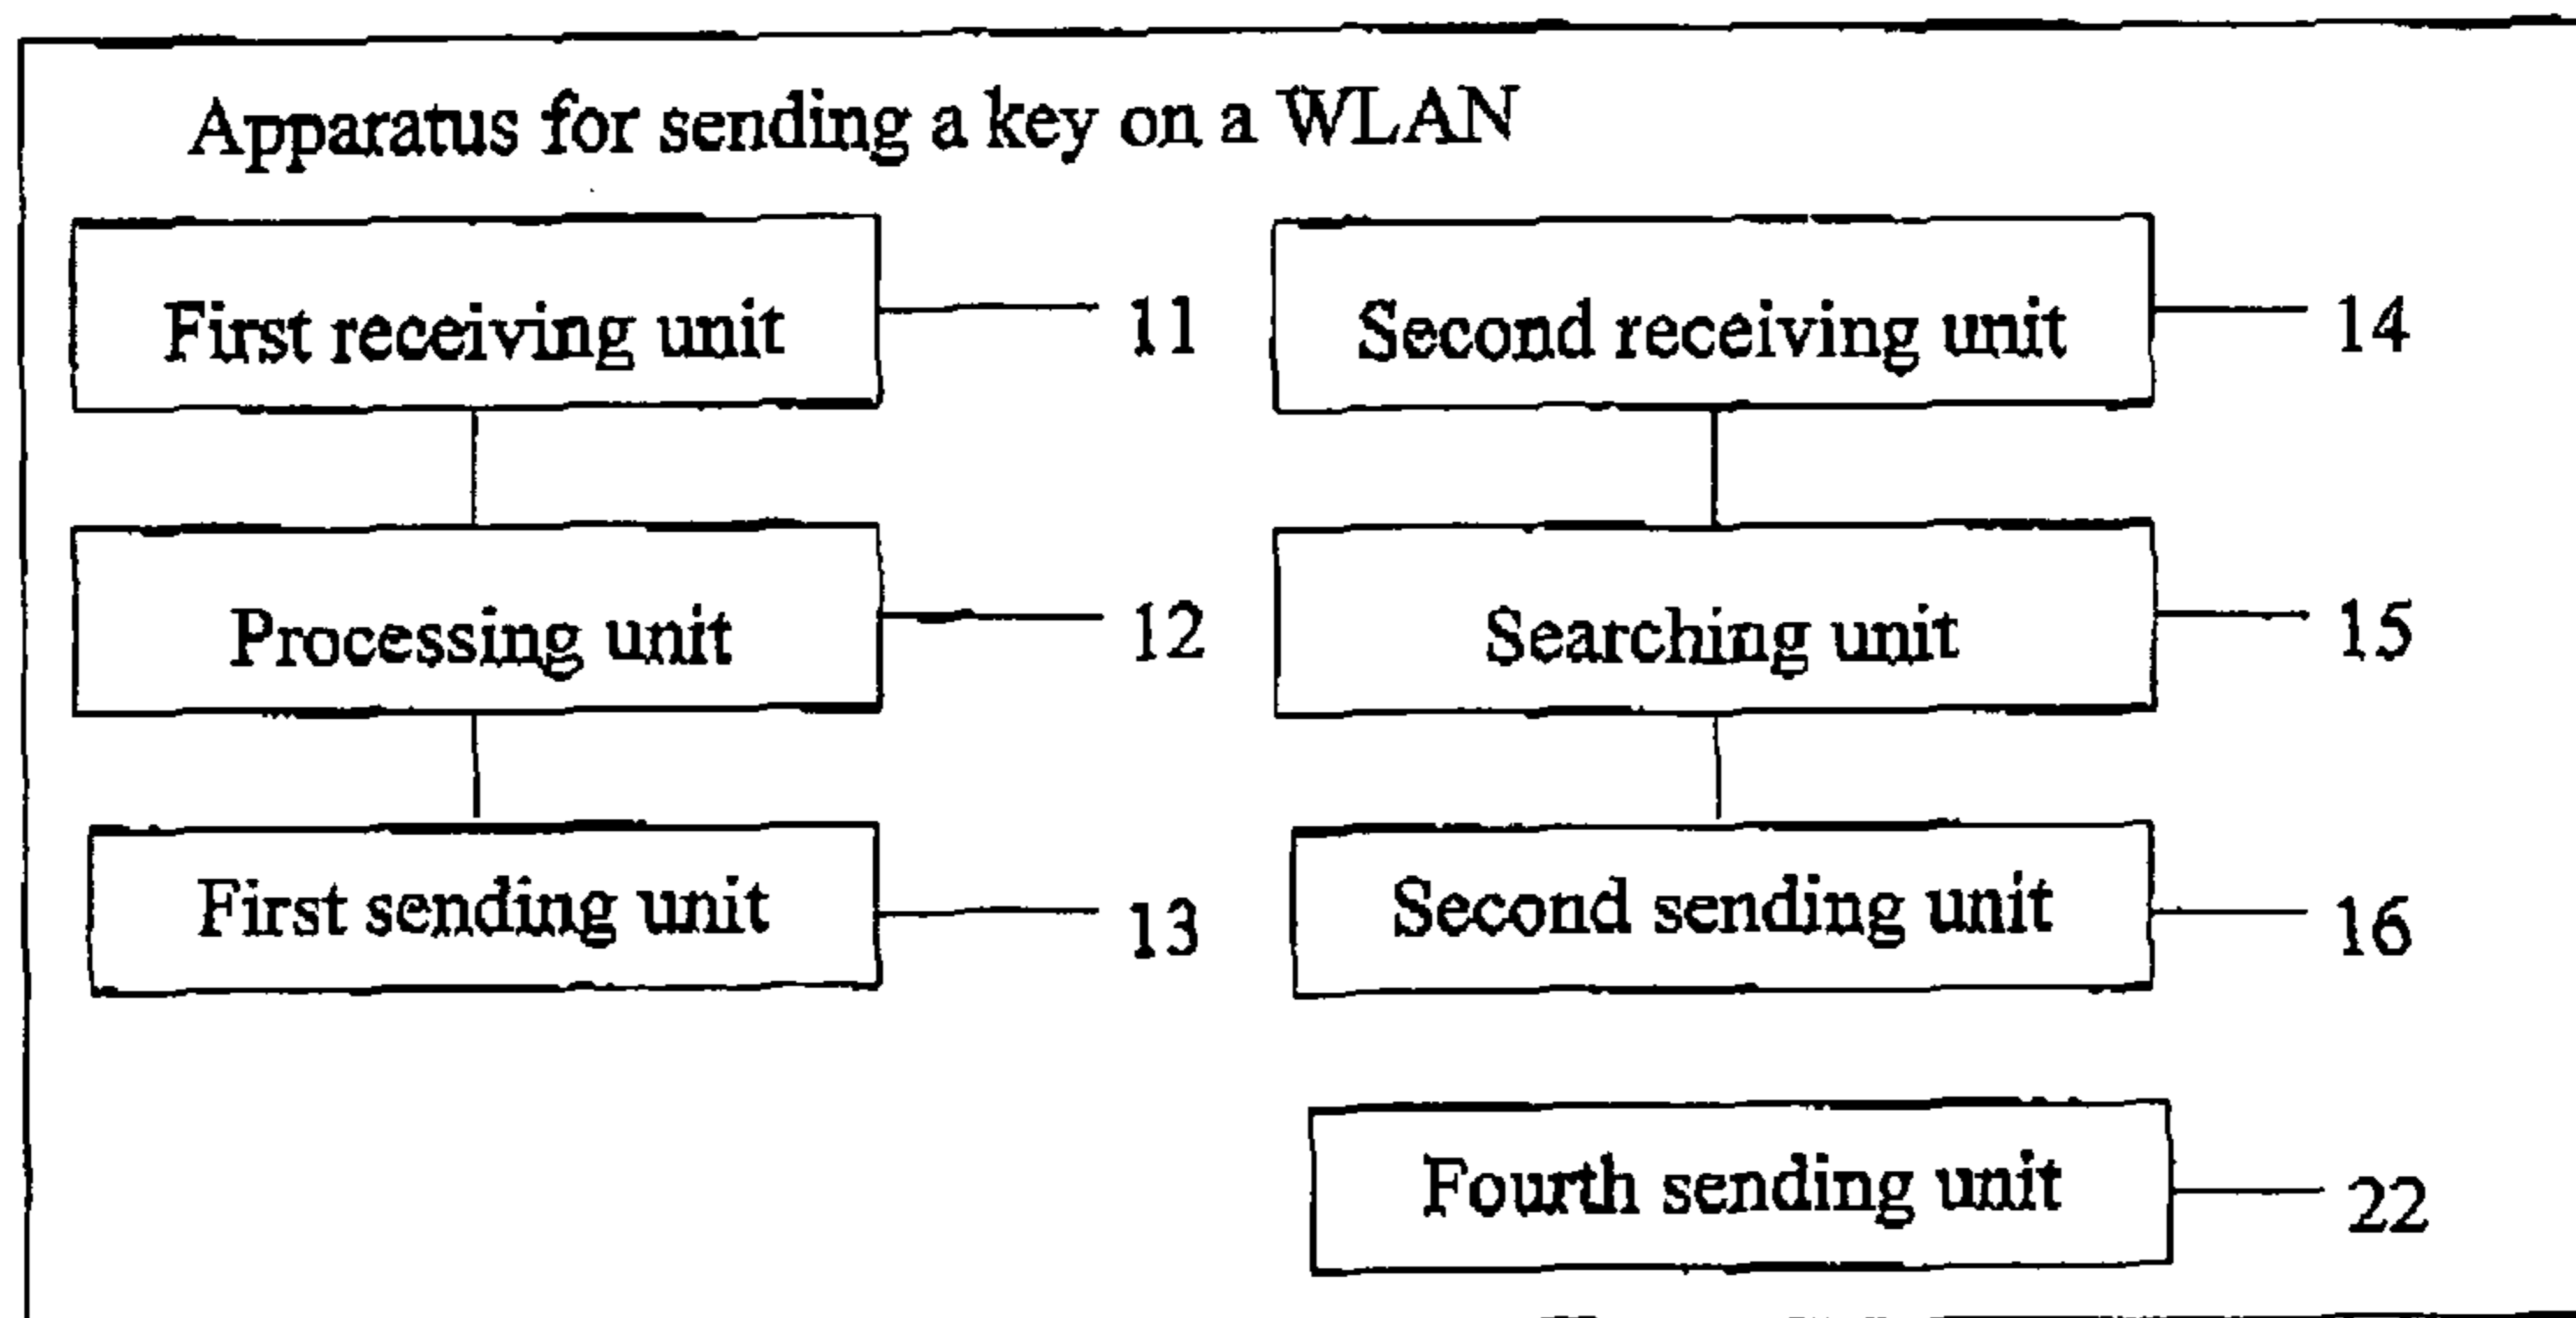 Apparatus for sending a key on a WLAN
First receiving unit
11
Second receiving unit
14
Processing unit
12
Searching unit
15
First sending unit
13
Second sending unit
16
Fourth sending unit
22